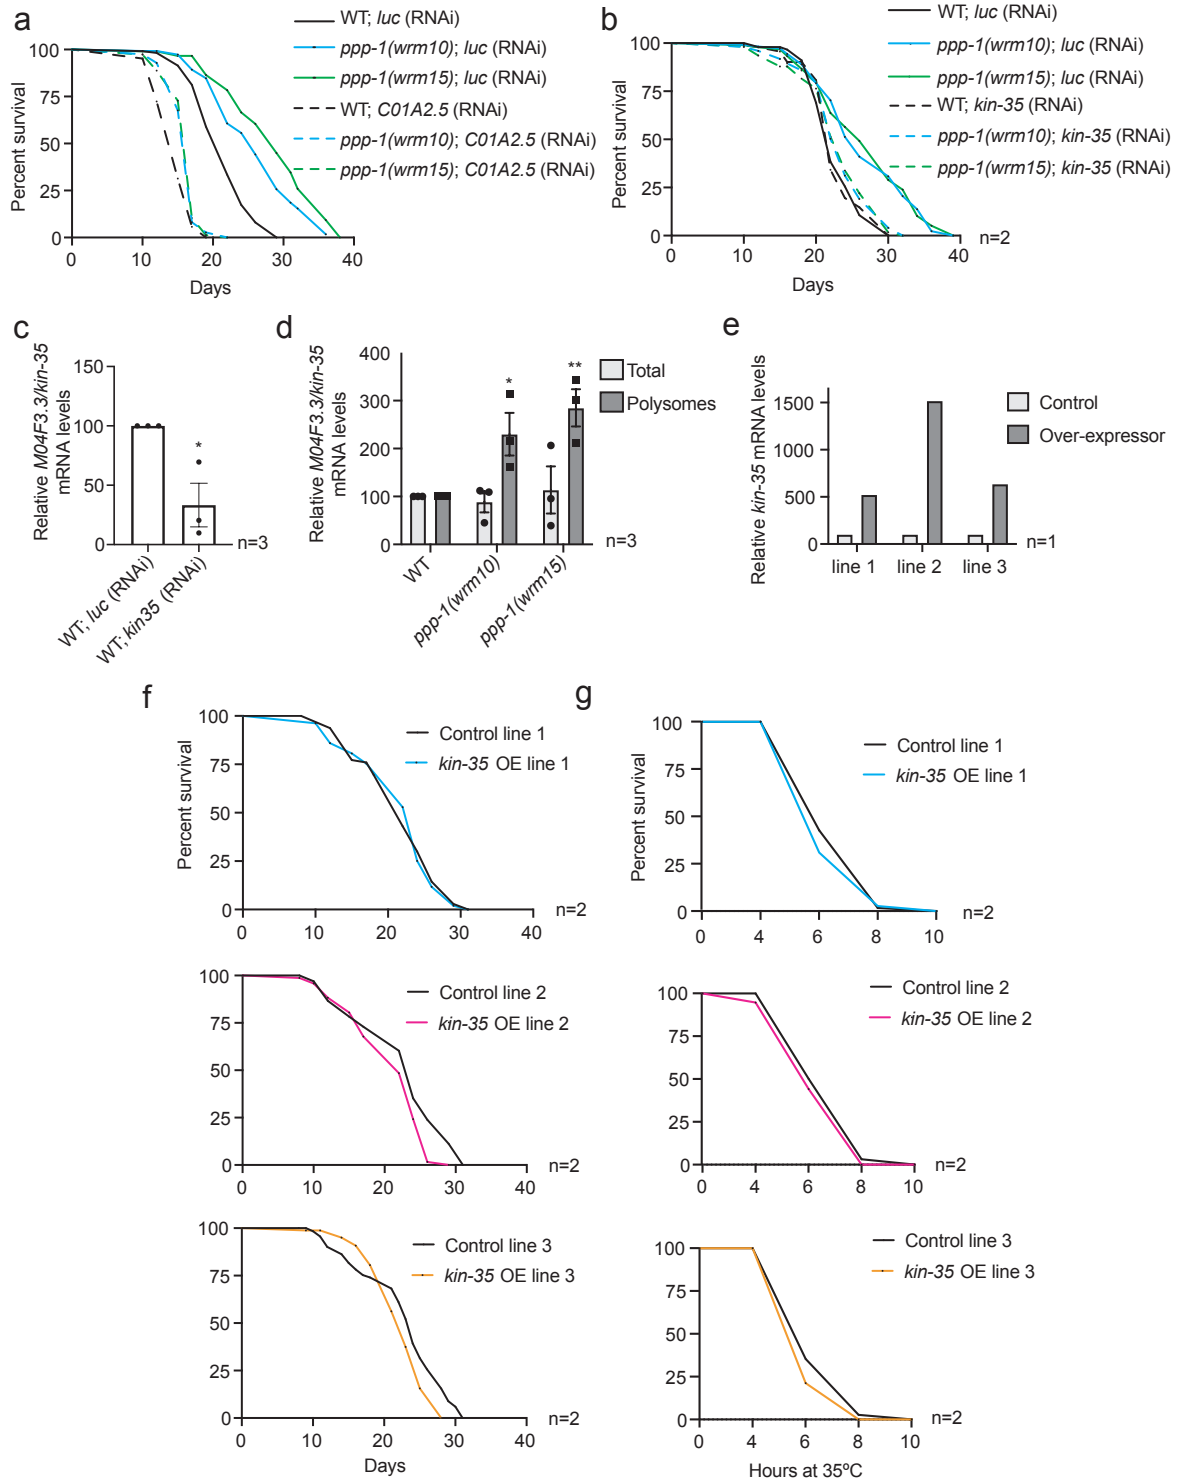 a
WT; luc (RNAi)
ppp-1(wrm10); luc (RNAi)
ppp-1(wrm15); luc (RNAi)
WT; C01A2.5 (RNAi)
ppp-1(wrm10); C01A2.5 (RNAi)
ppp-1(wrm15); C01A2.5 (RNAi)
Percent survival
100
75
50
25
0
0 10 20 30 40
Days
b
WT; luc (RNAi)
ppp-1(wrm10); luc (RNAi)
ppp-1(wrm15); luc (RNAi)
WT; kin-35 (RNAi)
ppp-1(wrm10); kin-35 (RNAi)
ppp-1(wrm15); kin-35 (RNAi)
Percent survival
100
75
50
25
0
0 10 20 30 40
n=2
Days
c
Relative M04F3.3/kin-35
mRNA levels
150
100
50
0
*
n=3
WT; luc (RNAi)
WT; kin35 (RNAi)
d
Relative M04F3.3/kin-35
mRNA levels
400
300
200
100
0
*
**
Total
Polysomes
n=3
WT
ppp-1(wrm10)
ppp-1(wrm15)
e
Relative kin-35 mRNA levels
1500
1000
500
0
Control
Over-expressor
n=1
line 1 line 2 line 3
f
Percent survival
100
75
50
25
0
0 10 20 30 40
Control line 1
kin-35 OE line 1
n=2
100
75
50
25
0
0 10 20 30 40
Control line 2
kin-35 OE line 2
n=2
100
75
50
25
0
0 10 20 30 40
Control line 3
kin-35 OE line 3
n=2
Days
g
Percent survival
100
75
50
25
0
0 4 6 8 10
Control line 1
kin-35 OE line 1
n=2
100
75
50
25
0
0 4 6 8 10
Control line 2
kin-35 OE line 2
n=2
100
75
50
25
0
0 4 6 8 10
Control line 3
kin-35 OE line 3
n=2
Hours at 35ºC